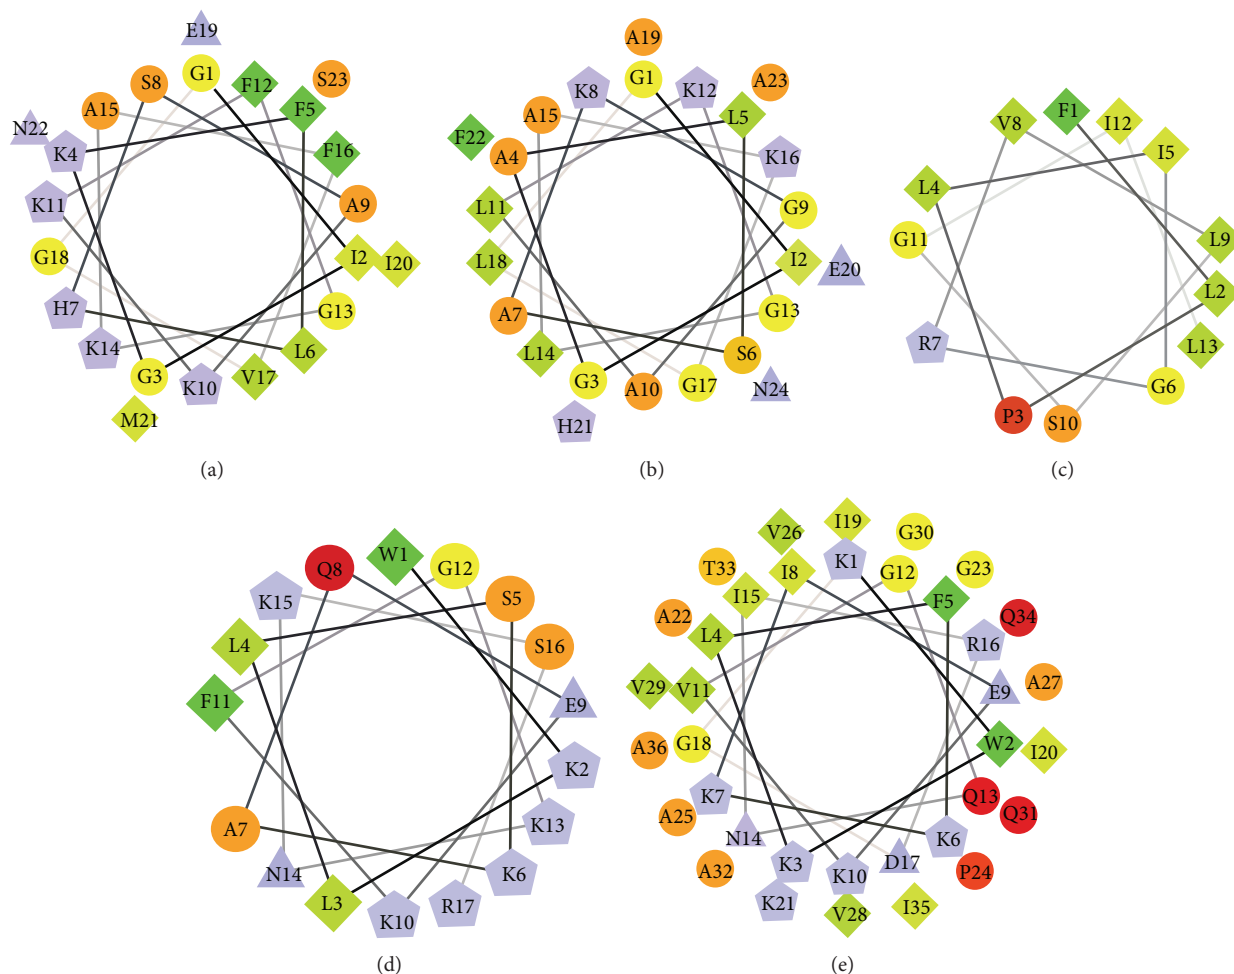 E19
G1
F12
S23
S8
F5
A15
N22
K4
F16
K11
A9
G18
I2
I20
H7
G13
K14
L6
G3
V17
K10
M21
(a)
A19
G1
K8
K12
A23
A15
L5
F22
A4
K16
L11
G9
L18
I2
E20
A7
G13
L14
S6
G3
A10
G17
N24
H21
(b)
F1
V8
I12
I5
L4
G11
L9
L2
R7
L13
G6
P3
S10
(c)
W1
Q8
G12
K15
S5
L4
S16
F11
E9
K2
A7
K13
N14
K6
L3
K10
R17
(d)
I19
V26
G30
K1
T33
I8
G12
G23
I15
F5
A22
L4
Q34
R16
V29
V11
E9
A27
A36
G18
W2
I20
K7
Q13
A25
Q31
N14
K6
A32
K3
K10
D17
P24
K21
V28
I35
(e)